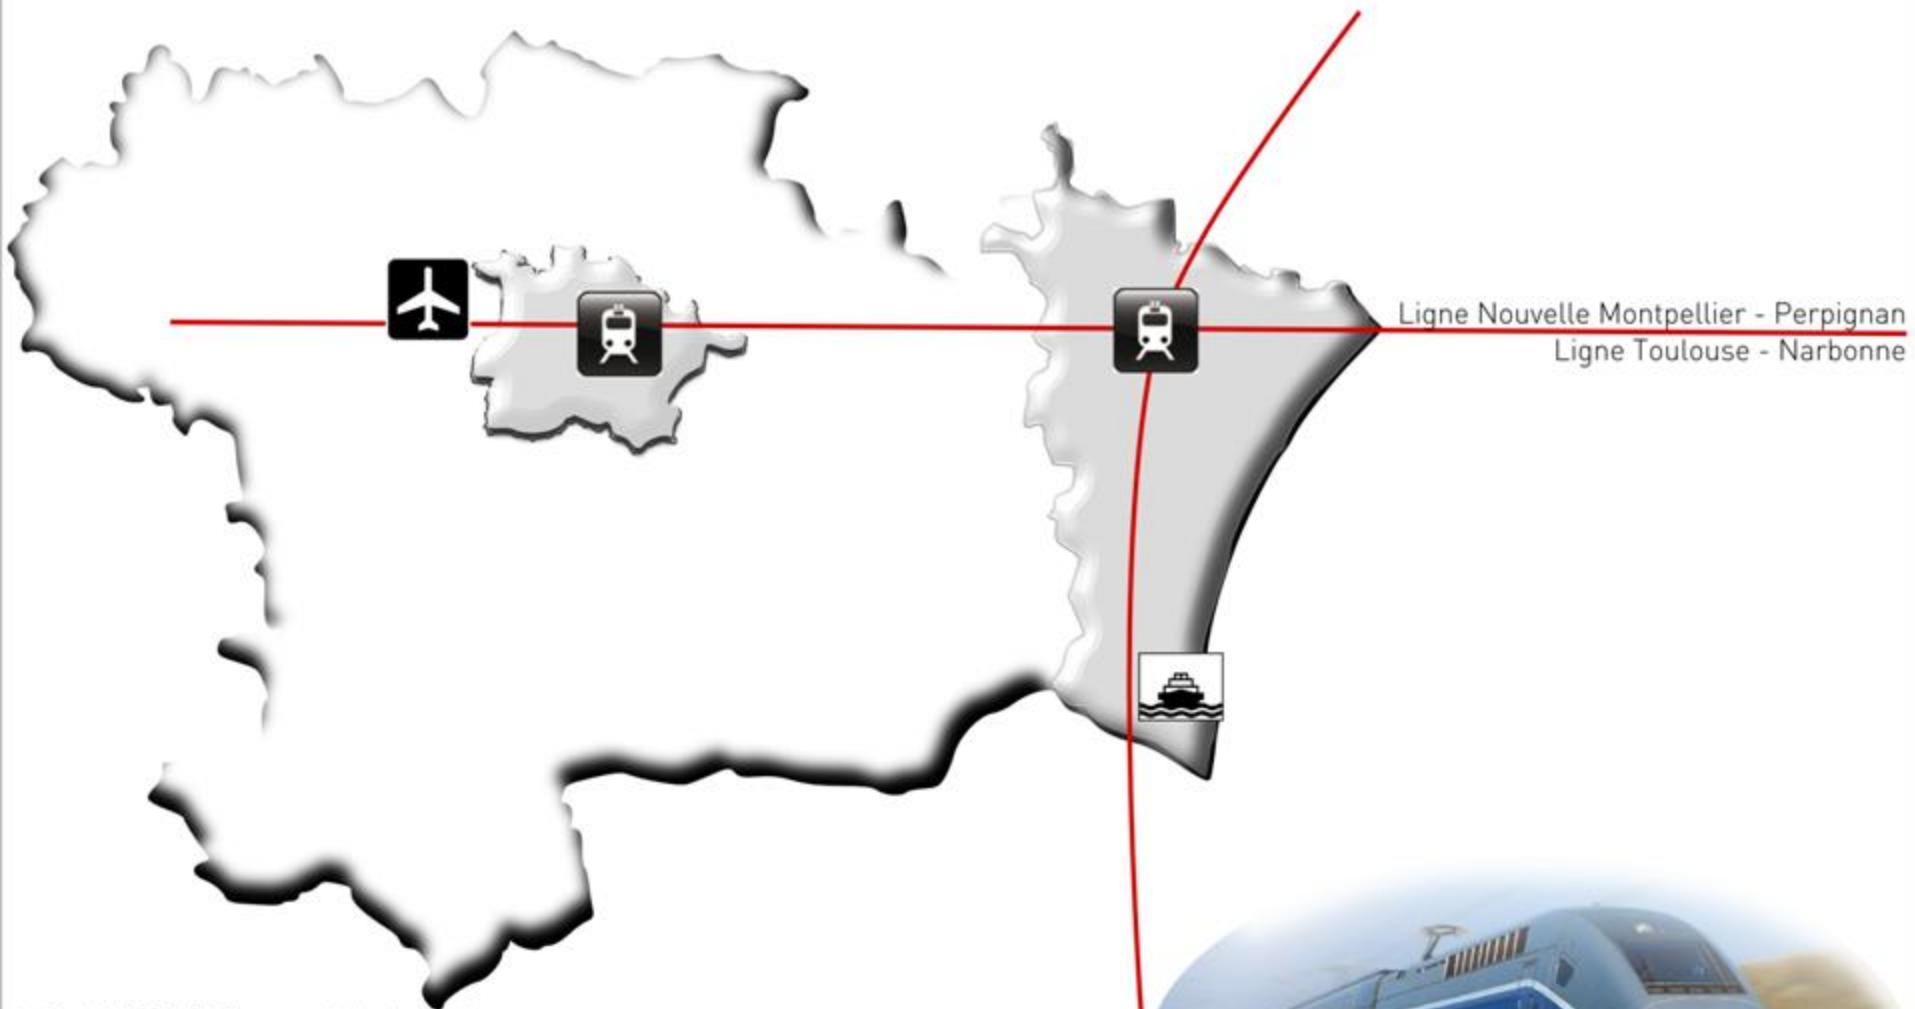 Ligne Nouvelle Montpellier - Perpignan
Ligne Toulouse - Narbonne